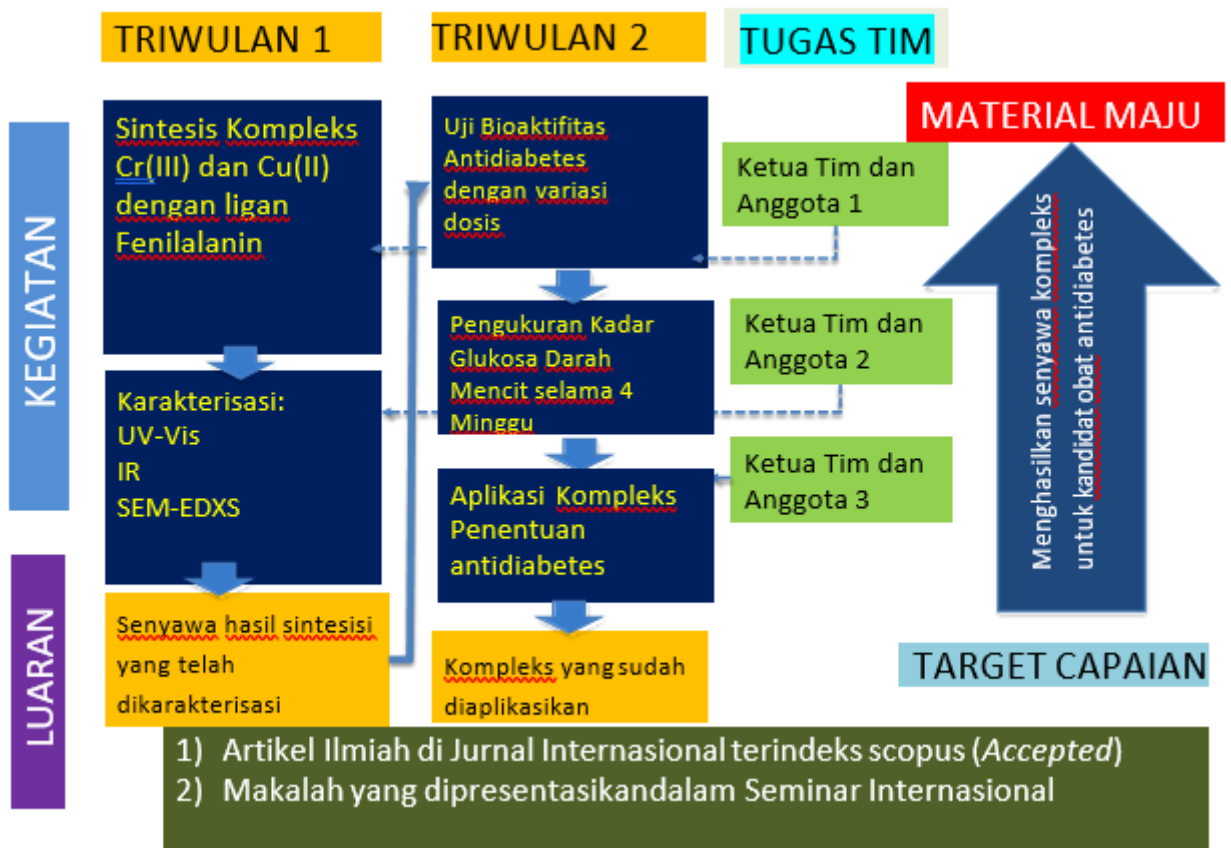 TRIWULAN 1
TRIWULAN 2
TUGAS TIM
MATERIAL MAJU
KEGIATAN
Sintesis Kompleks
Cr(III) dan Cu(II)
dengan ligan
Fenilalanin
Uji Bioaktifitas
Antidiabetes
dengan variasi
dosis
Ketua Tim dan
Anggota 1
Pengukuran Kadar
Glukosa Darah
Mencit selama 4
Minggu
Ketua Tim dan
Anggota 2
Karakterisasi:
UV-Vis
IR
SEM-EDXS
Aplikasi Kompleks
Penentuan
antidiabetes
Ketua Tim dan
Anggota 3
Menghasilkan senyawa kompleks
untuk kandidat obat antidiabetes
LUARAN
Senyawa hasil sintesisi
yang telah
dikarakterisasi
Kompleks yang sudah
diaplikasikan
TARGET CAPAIAN
1) Artikel Ilmiah di Jurnal Internasional terindeks scopus (Accepted)
2) Makalah yang dipresentasikandalam Seminar Internasional